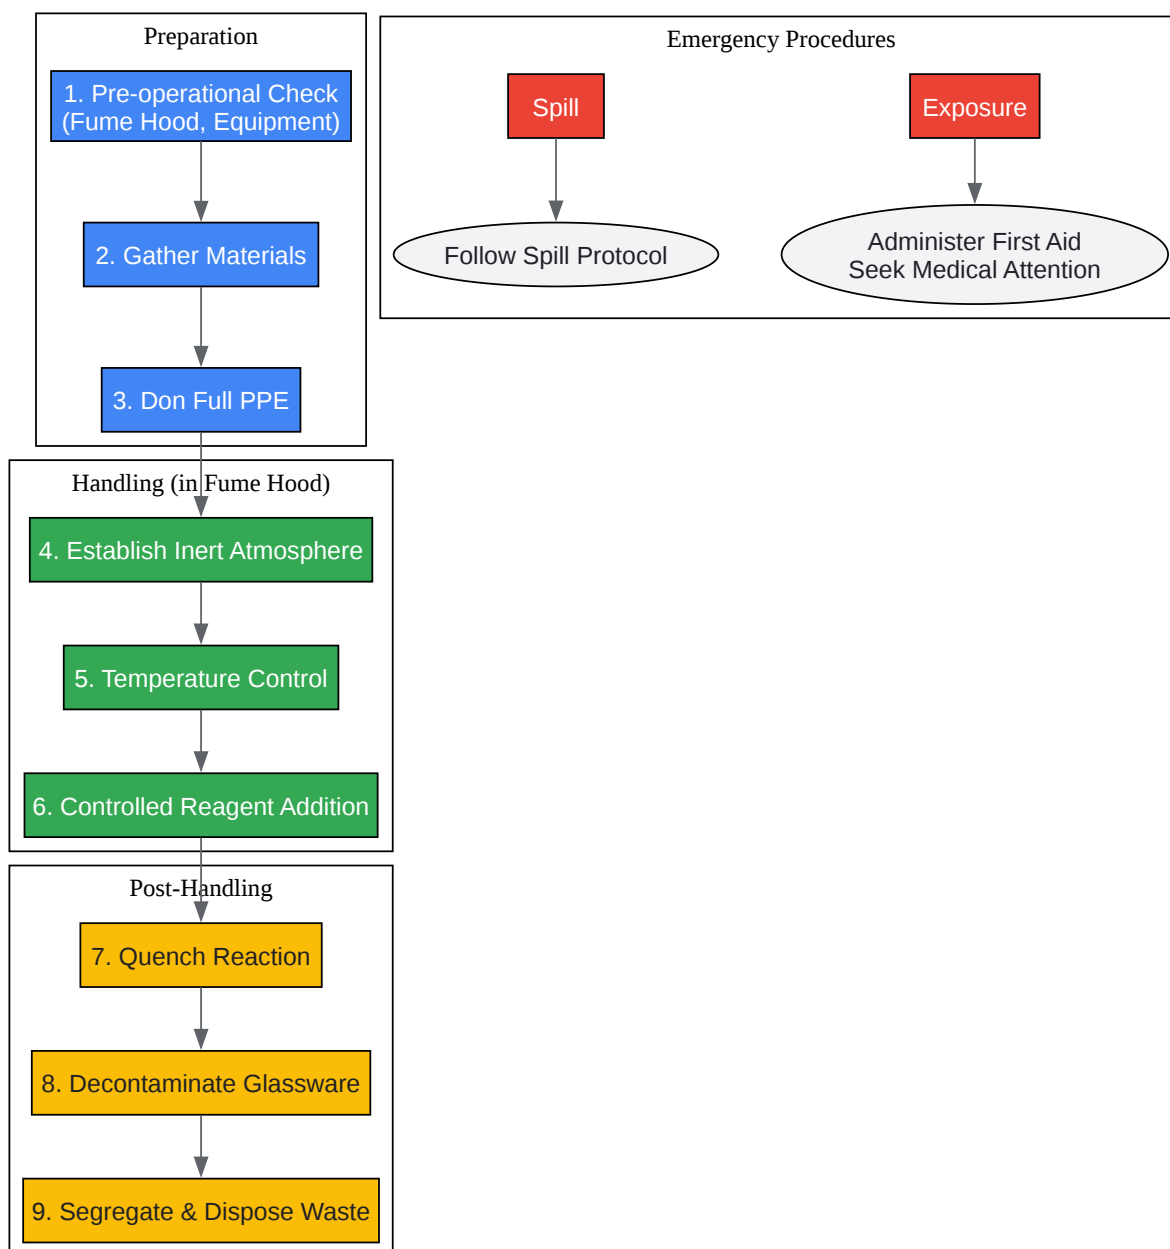 Preparation
1. Pre-operational Check
(Fume Hood, Equipment)
2. Gather Materials
3. Don Full PPE
Emergency Procedures
Spill
Exposure
Follow Spill Protocol
Administer First Aid
Seek Medical Attention
Handling (in Fume Hood)
4. Establish Inert Atmosphere
5. Temperature Control
6. Controlled Reagent Addition
Post-Handling
7. Quench Reaction
8. Decontaminate Glassware
9. Segregate & Dispose Waste